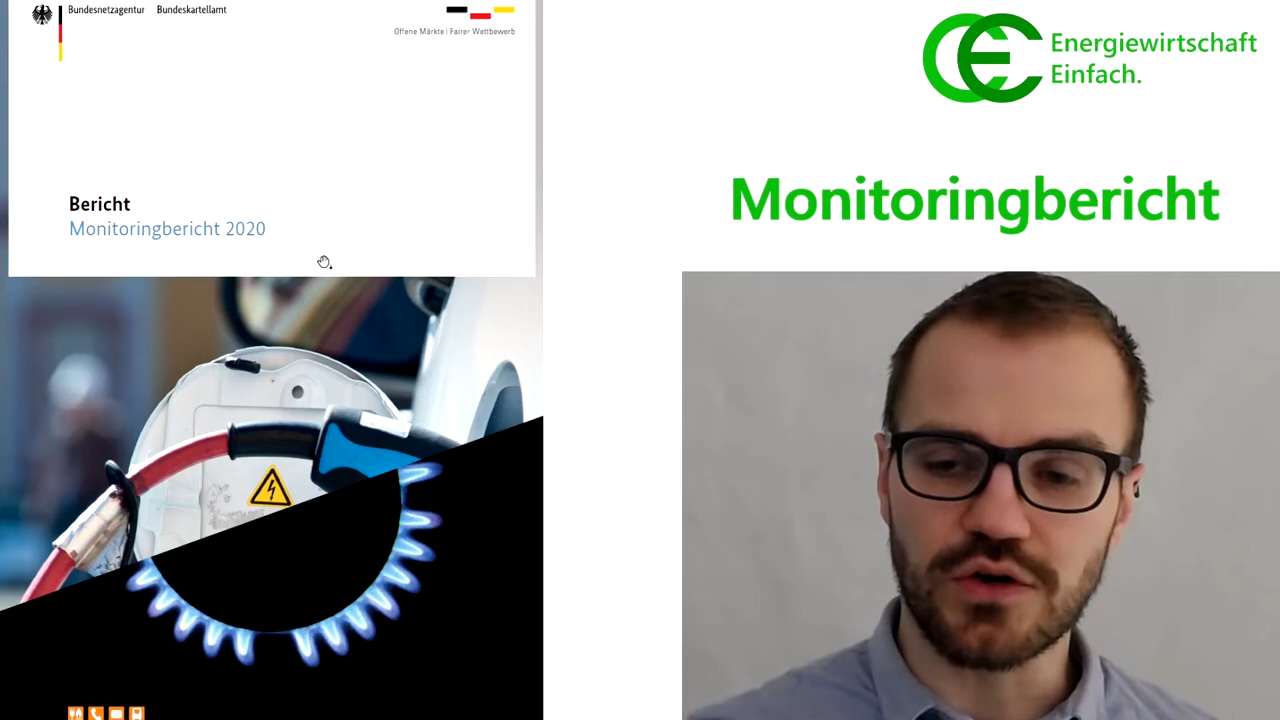 Bundesnetzagentur Bundeskartellamt
Offene Märkte | Fairer Wettbewerb
Bericht
Monitoringbericht 2020
Energiewirtschaft
Einfach.
Monitoringbericht